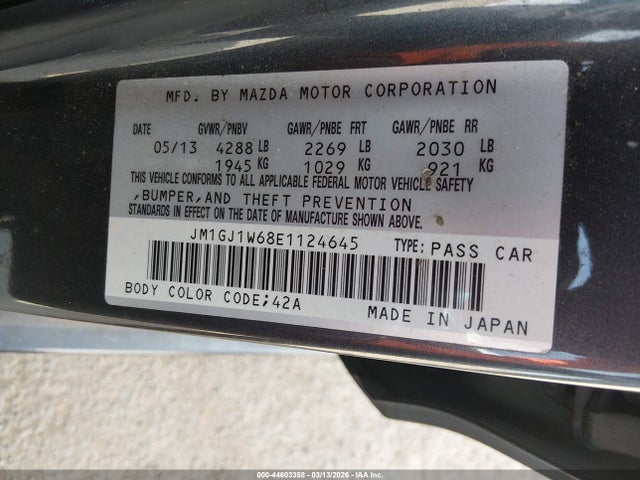 MFD. BY MAZDA MOTOR CORPORATION
DATE GVWR/PNBV GAWR/PNBE FRT GAWR/PNBE RR
05/13 4288 LB 2269 LB 2030 LB
1945 KG 1029 KG 921 KG
THIS VEHICLE CONFORMS TO ALL APPLICABLE FEDERAL MOTOR VEHICLE SAFETY
,BUMPER,AND THEFT PREVENTION
STANDARDS IN EFFECT ON THE DATE OF MANUFACTURE SHOWN ABOVE.
JM1GJ1W68E1124645 TYPE: PASS CAR
BODY COLOR CODE;42A MADE IN JAPAN
000-44603358 | 03/13/2026 - IAA Inc.